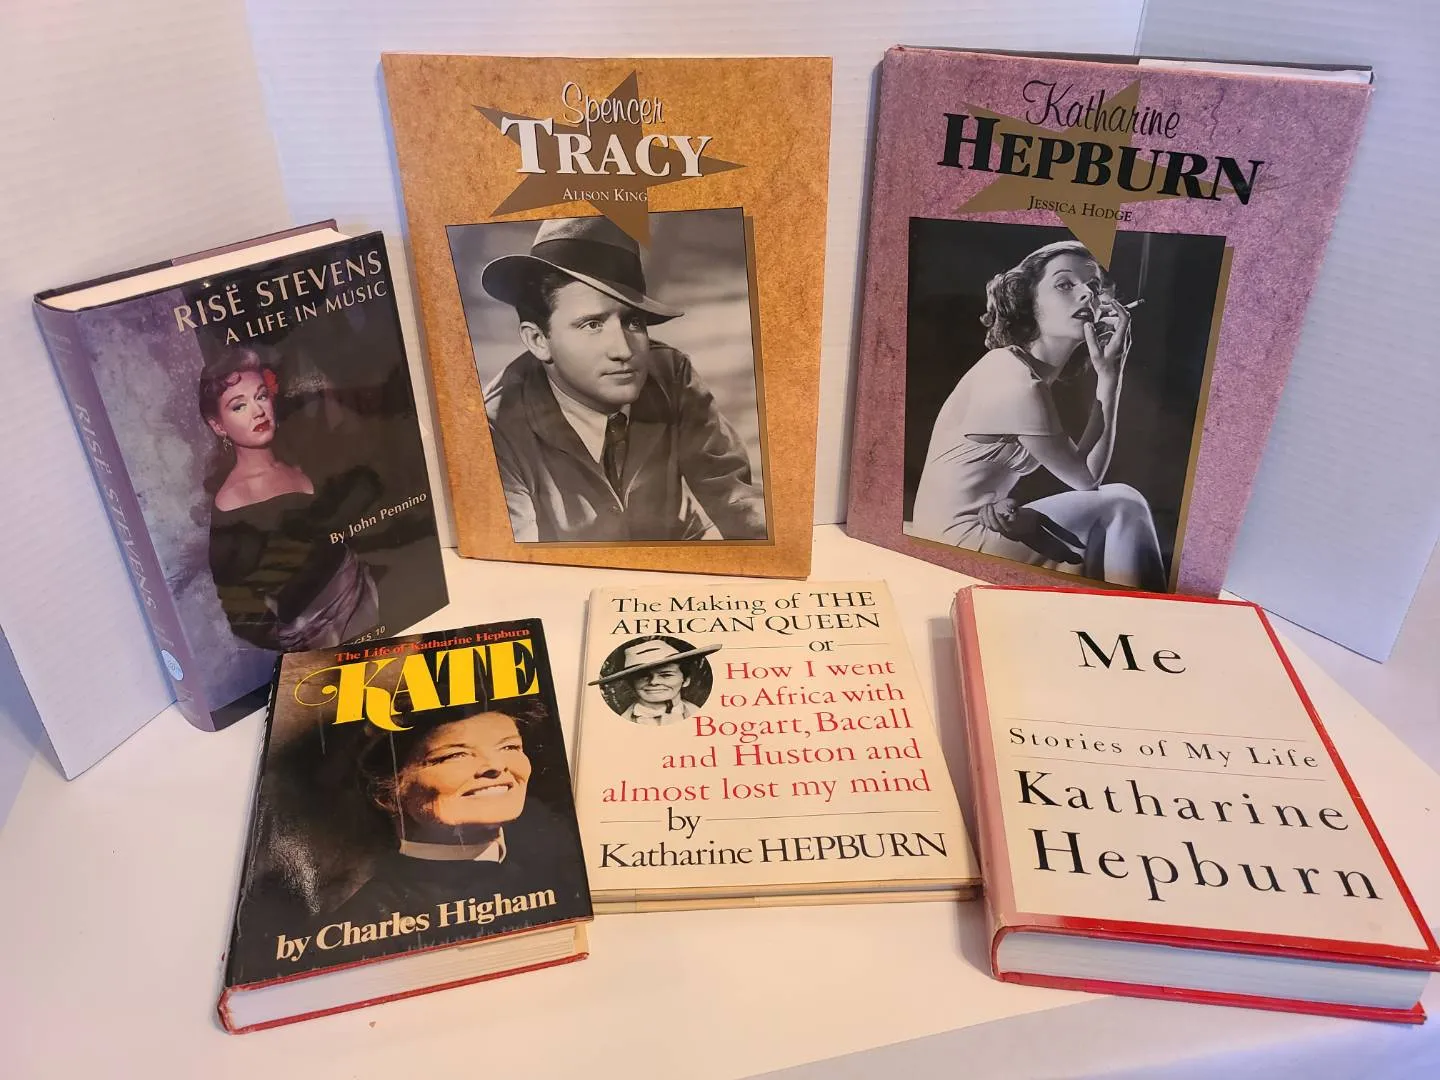 RISË STEVENS
A LIFE IN MUSIC
By John Pennino
RISË STEVENS
Spencer
TRACY
ALISON KING
Katharine
HEPBURN
JESSICA HODGE
The Life of Katharine Hepburn
KATE
by Charles Higham
The Making of THE
AFRICAN QUEEN
or
How I went
to Africa with
Bogart, Bacall
and Huston and
almost lost my mind
by
Katharine HEPBURN
Me
Stories of My Life
Katharine
Hepburn